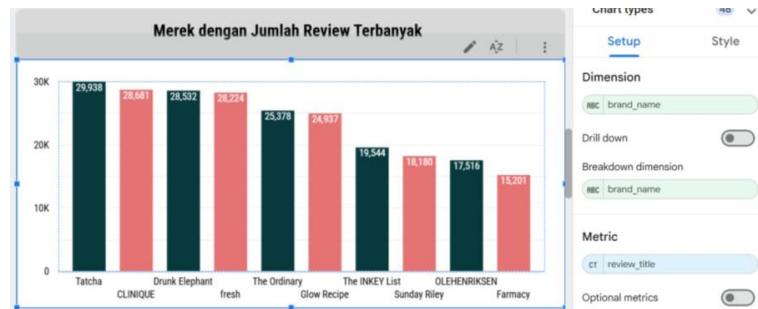 Merek dengan Jumlah Review Terbanyak
30K
20K
10K
0
29,938
28,681
28,532
28,224
25,378
24,937
19,544
18,180
17,516
15,201
Tatcha
CLINIQUE
Drunk Elephant
fresh
The Ordinary
Glow Recipe
The INKEY List
Sunday Riley
OLEHENRIKSEN
Farmacy
Chart types
48
Setup
Style
Dimension
ABC brand_name
Drill down
Breakdown dimension
ABC brand_name
Metric
CT review_title
Optional metrics